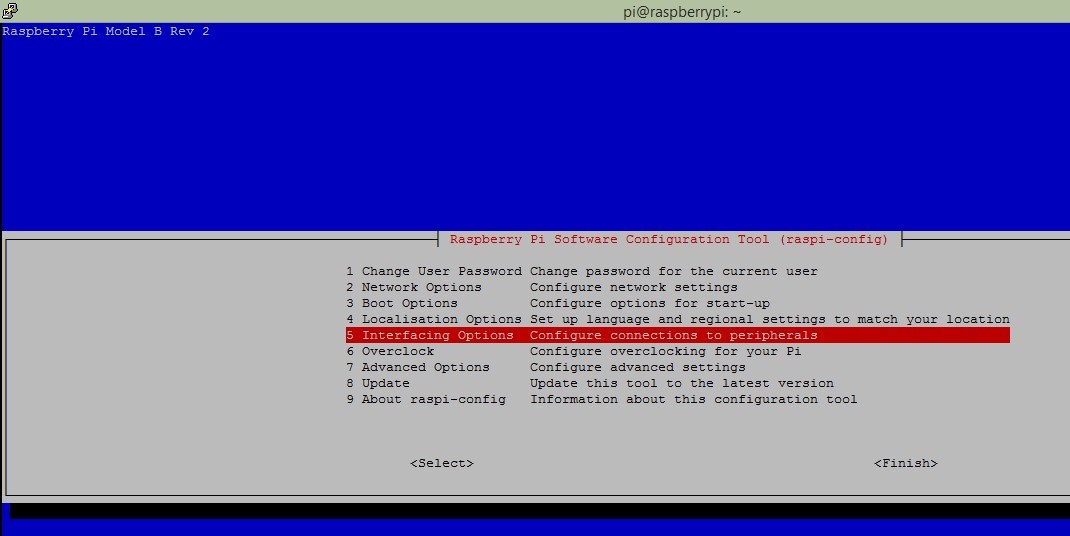 pi@raspberrypi: ~
Raspberry Pi Model B Rev 2
Raspberry Pi Software Configuration Tool (raspi-config)
1 Change User Password Change password for the current user
2 Network Options Configure network settings
3 Boot Options Configure options for start-up
4 Localisation Options Set up language and regional settings to match your location
5 Interfacing Options Configure connections to peripherals
6 Overclock Configure overclocking for your Pi
7 Advanced Options Configure advanced settings
8 Update Update this tool to the latest version
9 About raspi-config Information about this configuration tool
<Select> <Finish>